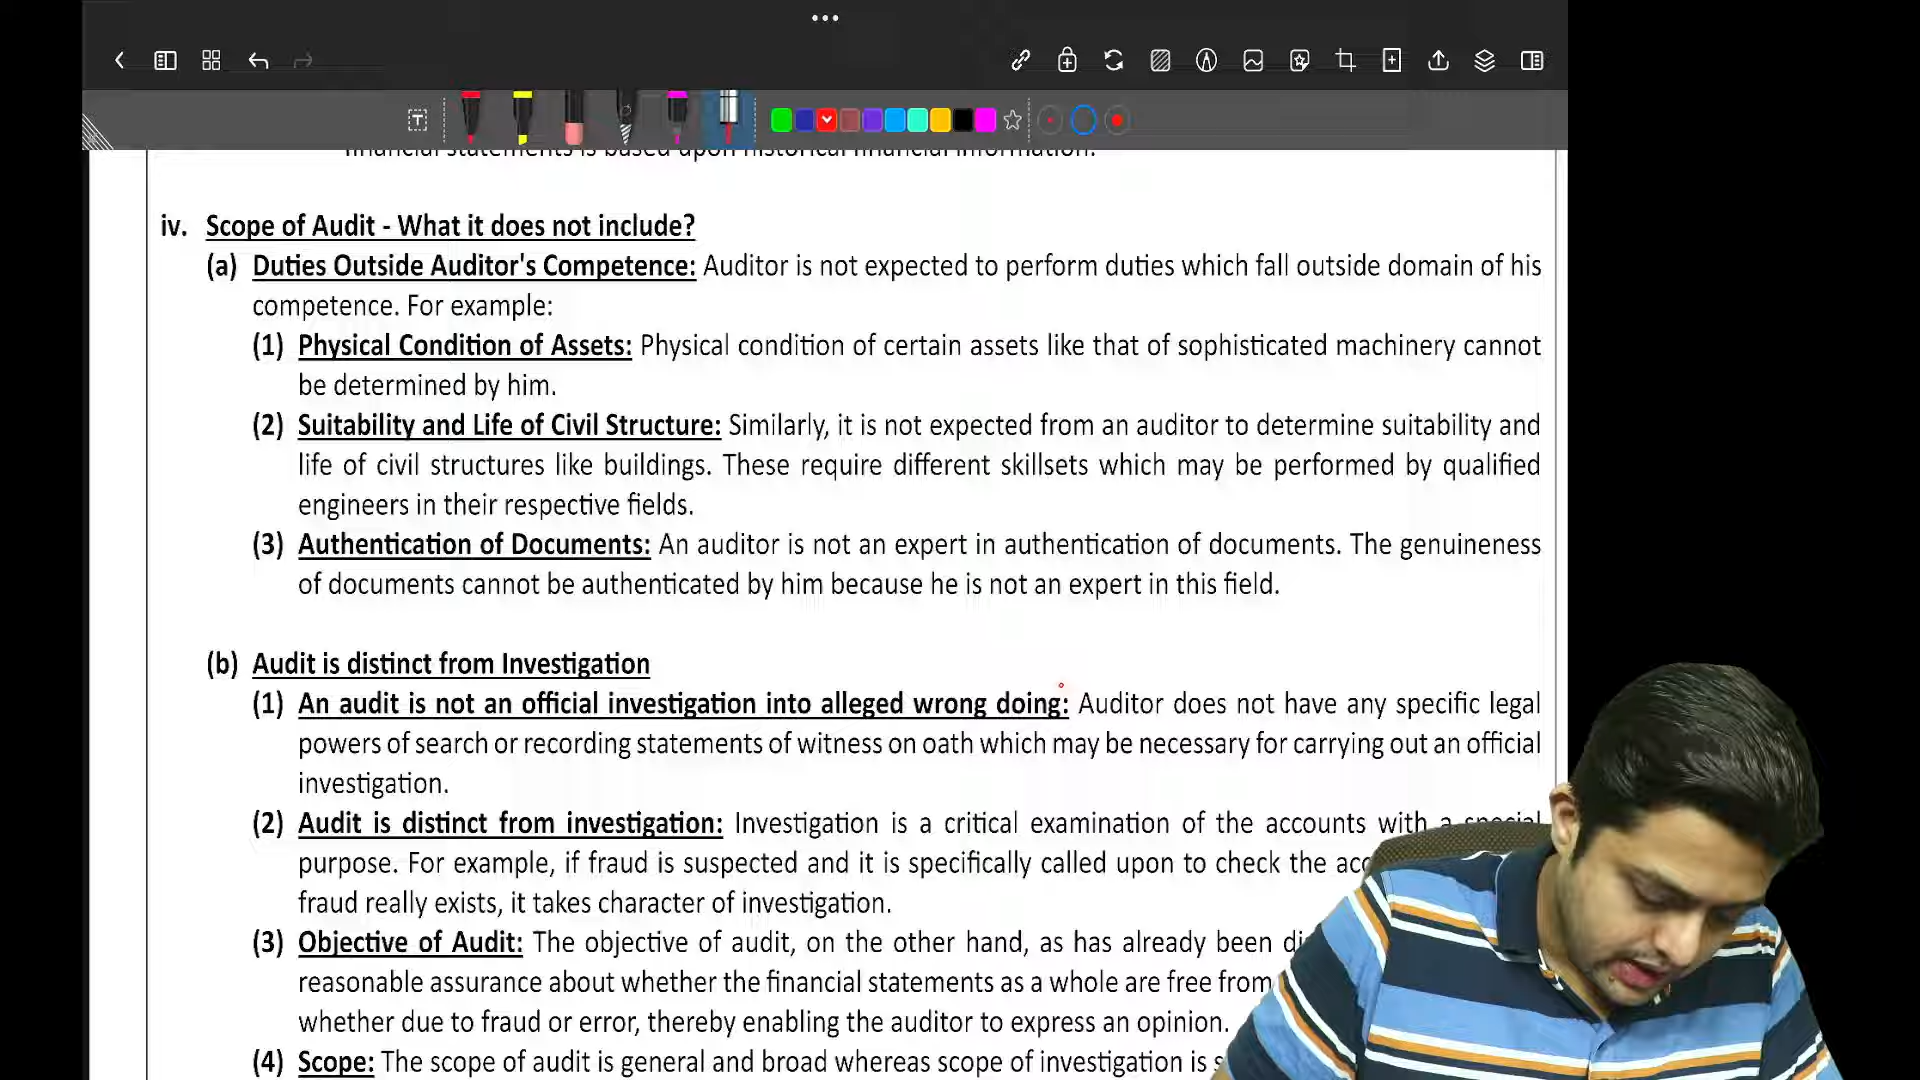 financial statements is based upon historical financial information.
iv. Scope of Audit - What it does not include?
(a) Duties Outside Auditor's Competence: Auditor is not expected to perform duties which fall outside domain of his
competence. For example:
(1) Physical Condition of Assets: Physical condition of certain assets like that of sophisticated machinery cannot
be determined by him.
(2) Suitability and Life of Civil Structure: Similarly, it is not expected from an auditor to determine suitability and
life of civil structures like buildings. These require different skillsets which may be performed by qualified
engineers in their respective fields.
(3) Authentication of Documents: An auditor is not an expert in authentication of documents. The genuineness
of documents cannot be authenticated by him because he is not an expert in this field.
(b) Audit is distinct from Investigation
(1) An audit is not an official investigation into alleged wrong doing: Auditor does not have any specific legal
powers of search or recording statements of witness on oath which may be necessary for carrying out an official
investigation.
(2) Audit is distinct from investigation: Investigation is a critical examination of the accounts with a special
purpose. For example, if fraud is suspected and it is specifically called upon to check the
fraud really exists, it takes character of investigation.
(3) Objective of Audit: The objective of audit, on the other hand, as has already been
reasonable assurance about whether the financial statements as a whole are free from
whether due to fraud or error, thereby enabling the auditor to express an opinion.
(4) Scope: The scope of audit is general and broad whereas scope of investigation is